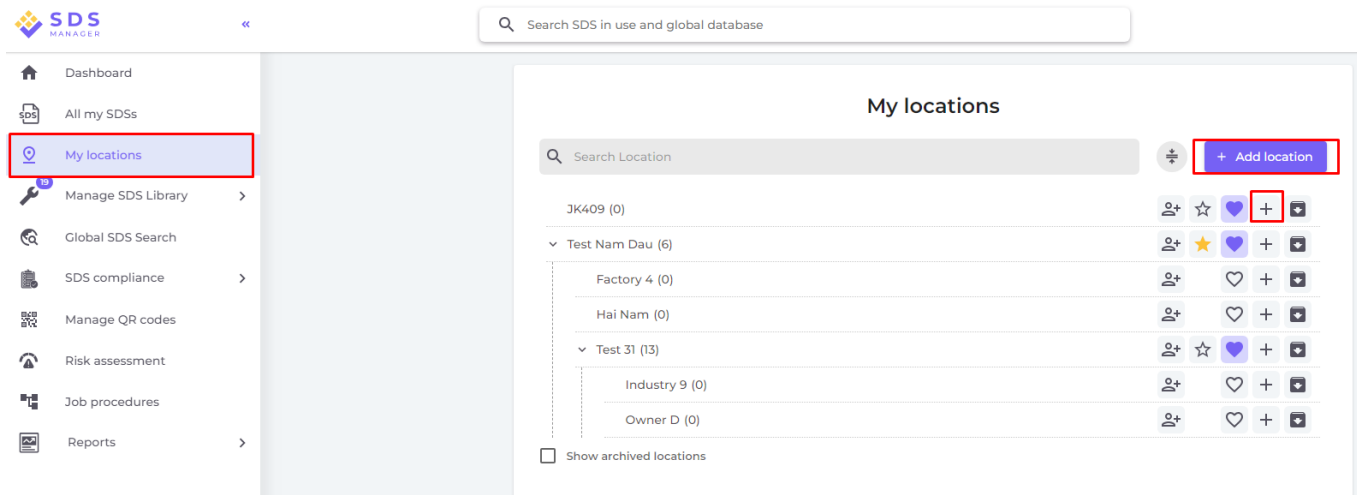 SDS
MANAGER
«
Search SDS in use and global database
Dashboard
SDS
All my SDSs
My locations
19
Manage SDS Library
Global SDS Search
SDS compliance
Manage QR codes
Risk assessment
Job procedures
Reports
My locations
Search Location
+ Add location
JK409 (0)
Test Nam Dau (6)
Factory 4 (0)
Hai Nam (0)
Test 31 (13)
Industry 9 (0)
Owner D (0)
Show archived locations